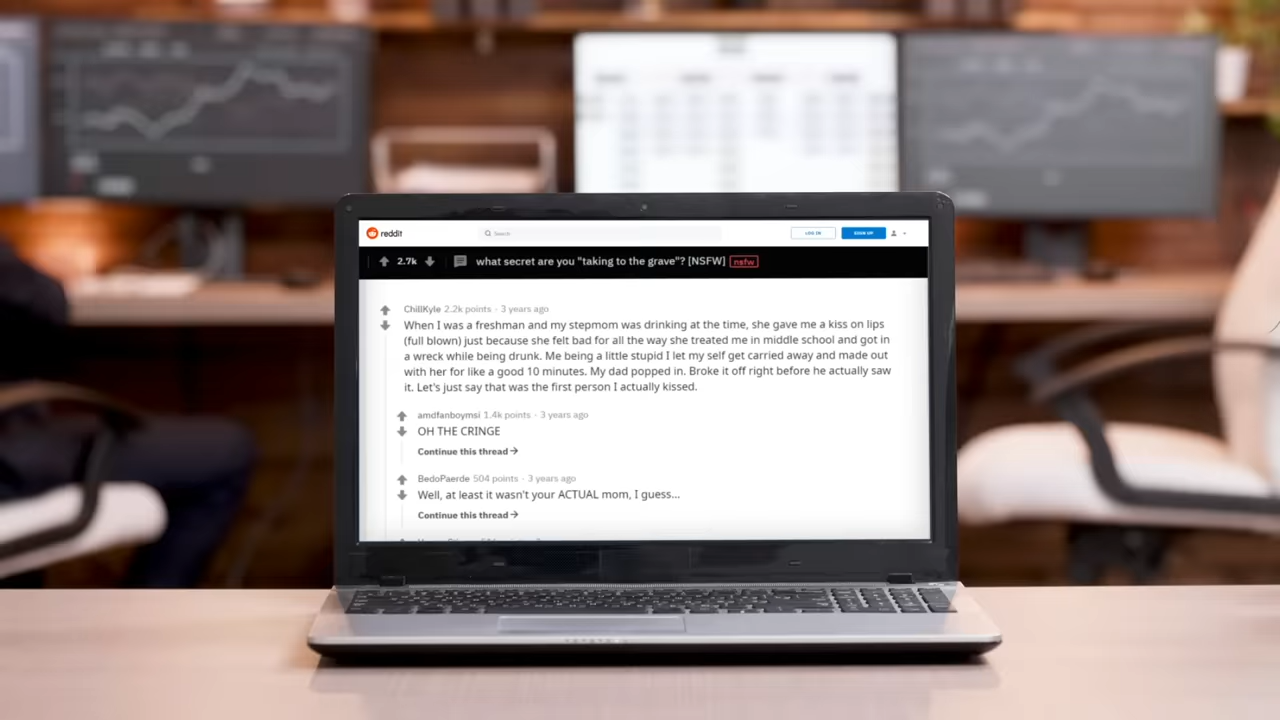 reddit
Search
LOG IN
SIGN UP
2.7k what secret are you "taking to the grave"? [NSFW] nsfw
ChillKyle 2.2k points · 3 years ago
When I was a freshman and my stepmom was drinking at the time, she gave me a kiss on lips
(full blown) just because she felt bad for all the way she treated me in middle school and got in
a wreck while being drunk. Me being a little stupid I let my self get carried away and made out
with her for like a good 10 minutes. My dad popped in. Broke it off right before he actually saw
it. Let's just say that was the first person I actually kissed.
amdfanboymsi 1.4k points · 3 years ago
OH THE CRINGE
Continue this thread →
BedoPaerde 504 points · 3 years ago
Well, at least it wasn't your ACTUAL mom, I guess...
Continue this thread →